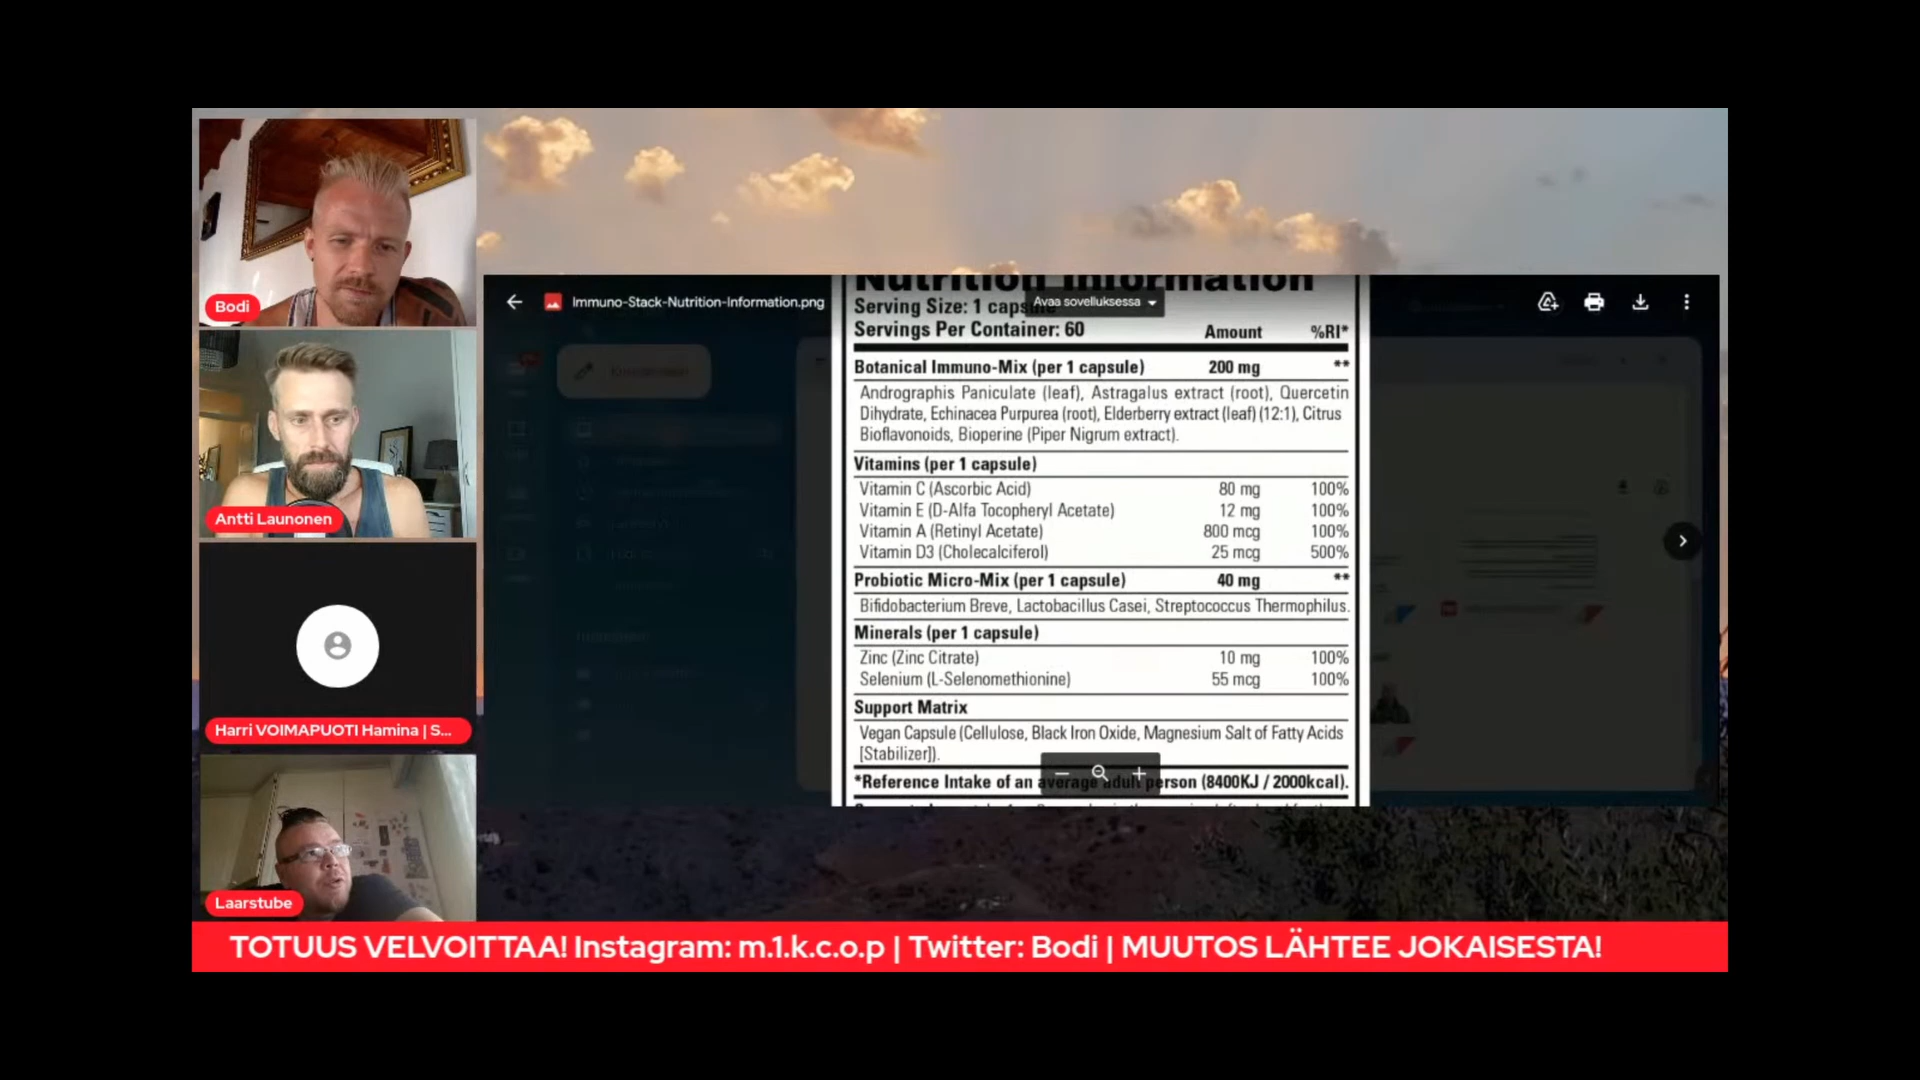 Bodi
Antti Launonen
Harri VOIMAPUOTI Hamina | S...
Laarstube
Immuno-Stack-Nutrition-Information.png
Avaa sovelluksessa
Nutrition Information
Serving Size: 1 capsule
Servings Per Container: 60 Amount %RI*
Botanical Immuno-Mix (per 1 capsule) 200 mg **
Andrographis Paniculate (leaf), Astragalus extract (root), Quercetin
Dihydrate, Echinacea Purpurea (root), Elderberry extract (leaf) (12:1), Citrus
Bioflavonoids, Bioperine (Piper Nigrum extract).
Vitamins (per 1 capsule)
Vitamin C (Ascorbic Acid) 80 mg 100%
Vitamin E (D-Alfa Tocopheryl Acetate) 12 mg 100%
Vitamin A (Retinyl Acetate) 800 mcg 100%
Vitamin D3 (Cholecalciferol) 25 mcg 500%
Probiotic Micro-Mix (per 1 capsule) 40 mg **
Bifidobacterium Breve, Lactobacillus Casei, Streptococcus Thermophilus.
Minerals (per 1 capsule)
Zinc (Zinc Citrate) 10 mg 100%
Selenium (L-Selenomethionine) 55 mcg 100%
Support Matrix
Vegan Capsule (Cellulose, Black Iron Oxide, Magnesium Salt of Fatty Acids
[Stabilizer]).
*Reference Intake of an average adult person (8400KJ / 2000kcal).
TOTUUS VELVOITTAA! Instagram: m.1.k.c.o.p | Twitter: Bodi | MUUTOS LÄHTEE JOKAISESTA!